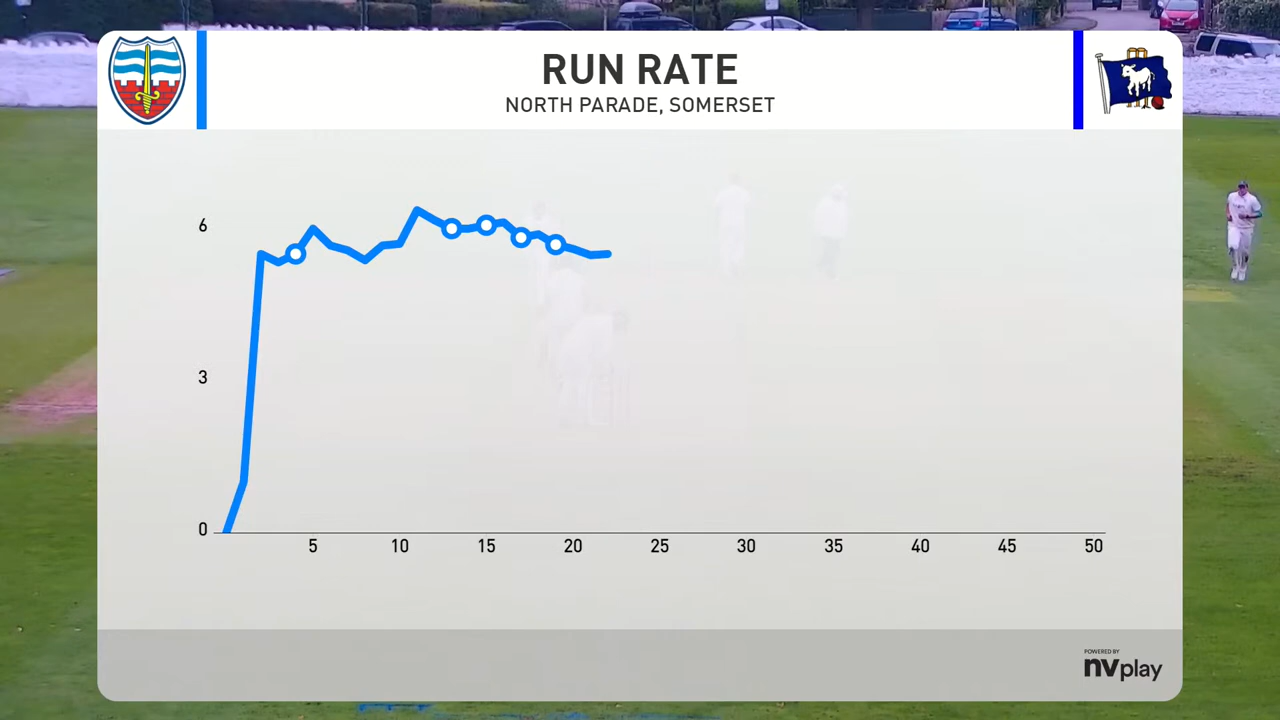 RUN RATE
NORTH PARADE, SOMERSET
6
3
0
5 10 15 20 25 30 35 40 45 50
POWERED BY
nvplay